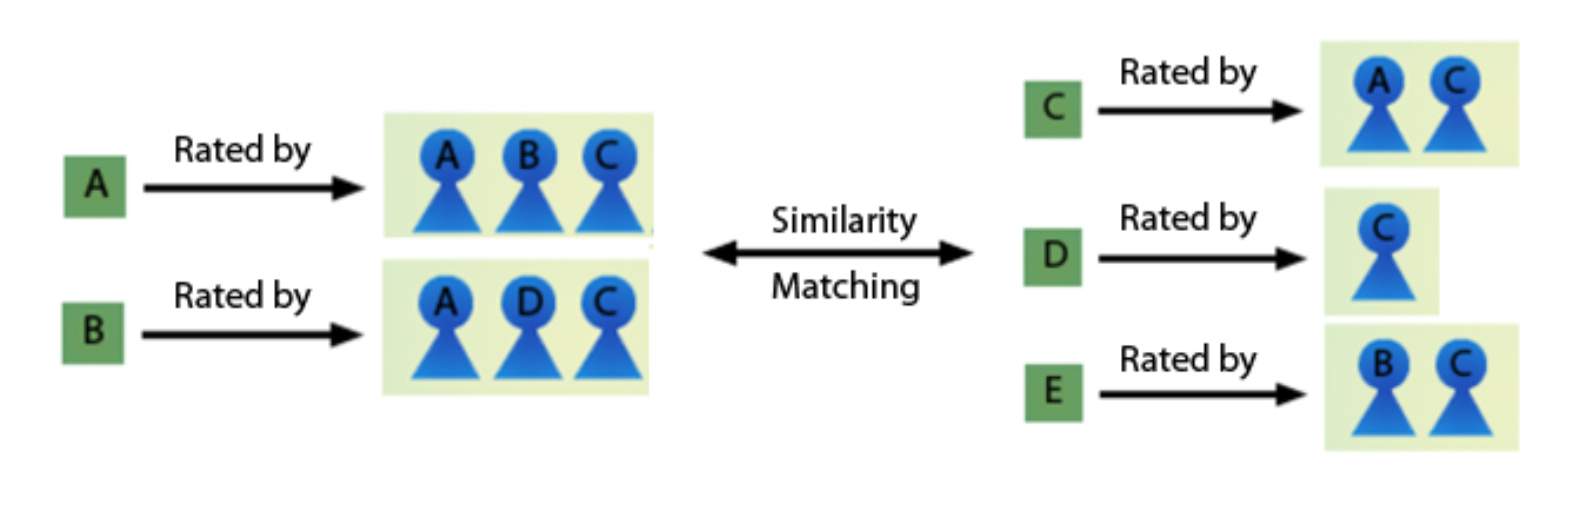 A
Rated by
A B C
B
Rated by
A D C
Similarity
Matching
C
Rated by
A C
D
Rated by
C
E
Rated by
B C